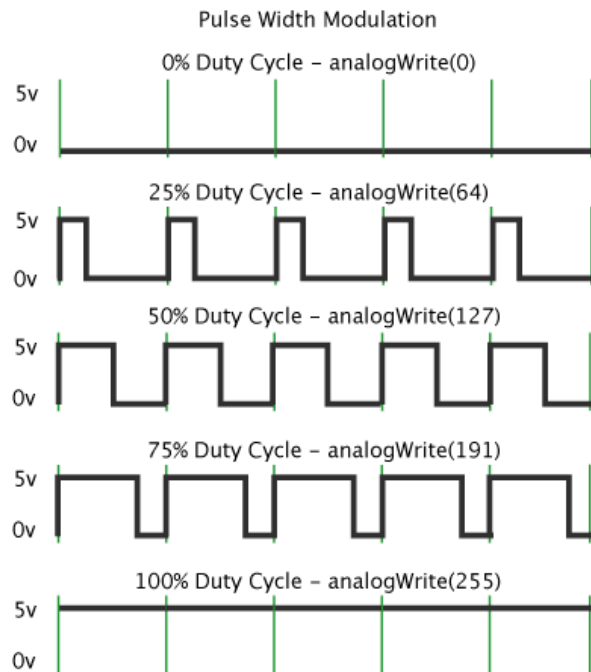 Pulse Width Modulation
0% Duty Cycle – analogWrite(0)
5v
0v
25% Duty Cycle – analogWrite(64)
5v
0v
50% Duty Cycle – analogWrite(127)
5v
0v
75% Duty Cycle – analogWrite(191)
5v
0v
100% Duty Cycle – analogWrite(255)
5v
0v